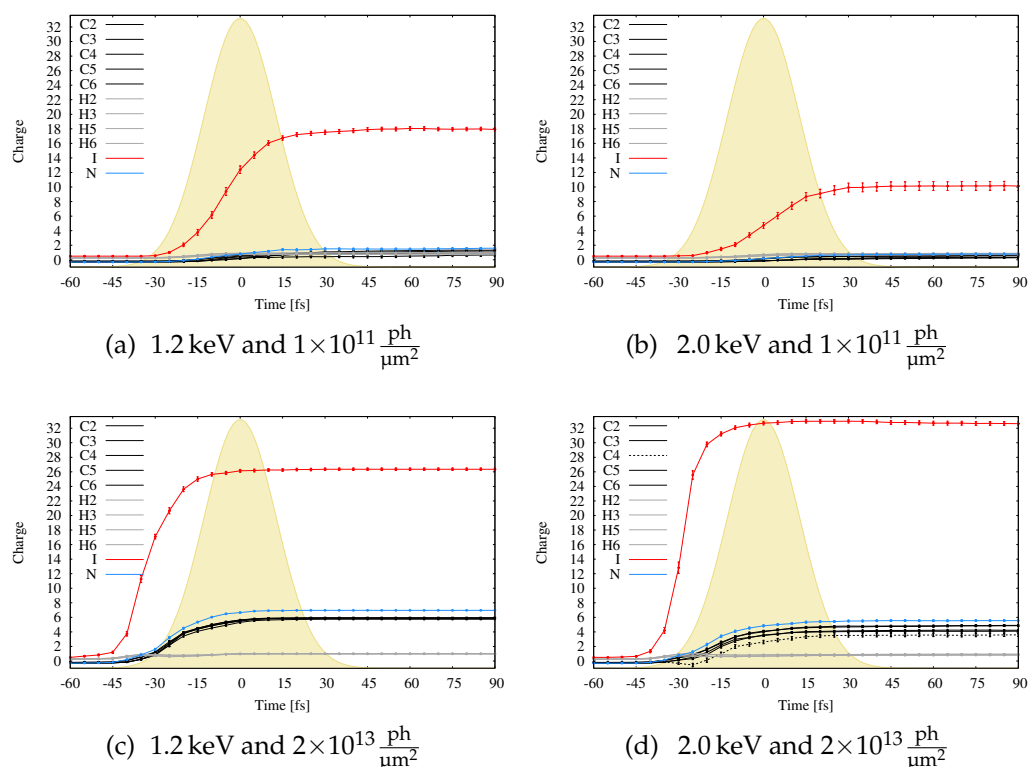 C2
C3
C4
C5
C6
H2
H3
H5
H6
I
N
Charge
32
30
28
26
24
22
20
18
16
14
12
10
8
6
4
2
0
-60 -45 -30 -15 0 15 30 45 60 75 90
Time [fs]
(a) 1.2 keV and 1×10¹¹ ph/µm²
C2
C3
C4
C5
C6
H2
H3
H5
H6
I
N
Charge
32
30
28
26
24
22
20
18
16
14
12
10
8
6
4
2
0
-60 -45 -30 -15 0 15 30 45 60 75 90
Time [fs]
(b) 2.0 keV and 1×10¹¹ ph/µm²
C2
C3
C4
C5
C6
H2
H3
H5
H6
I
N
Charge
32
30
28
26
24
22
20
18
16
14
12
10
8
6
4
2
0
-60 -45 -30 -15 0 15 30 45 60 75 90
Time [fs]
(c) 1.2 keV and 2×10¹³ ph/µm²
C2
C3
C4
C5
C6
H2
H3
H5
H6
I
N
Charge
32
30
28
26
24
22
20
18
16
14
12
10
8
6
4
2
0
-60 -45 -30 -15 0 15 30 45 60 75 90
Time [fs]
(d) 2.0 keV and 2×10¹³ ph/µm²